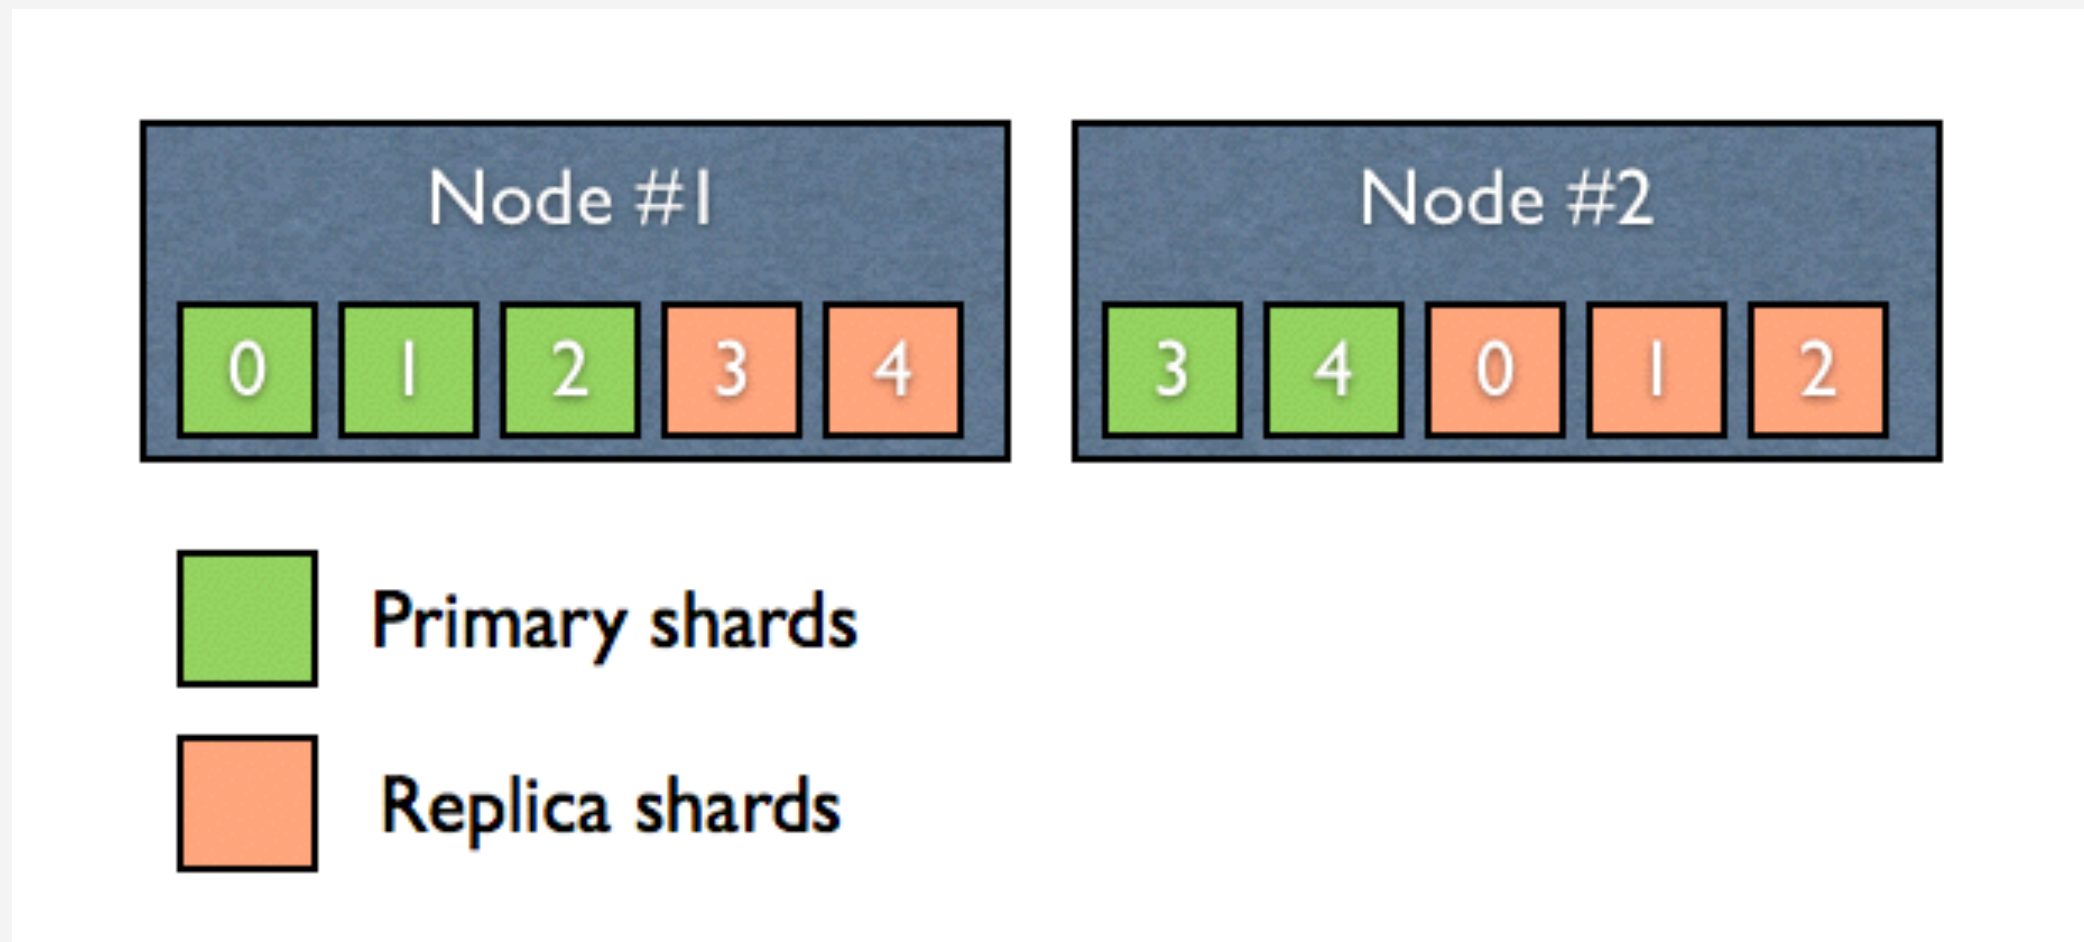 Node #1
0 1 2 3 4
Node #2
3 4 0 1 2
Primary shards
Replica shards